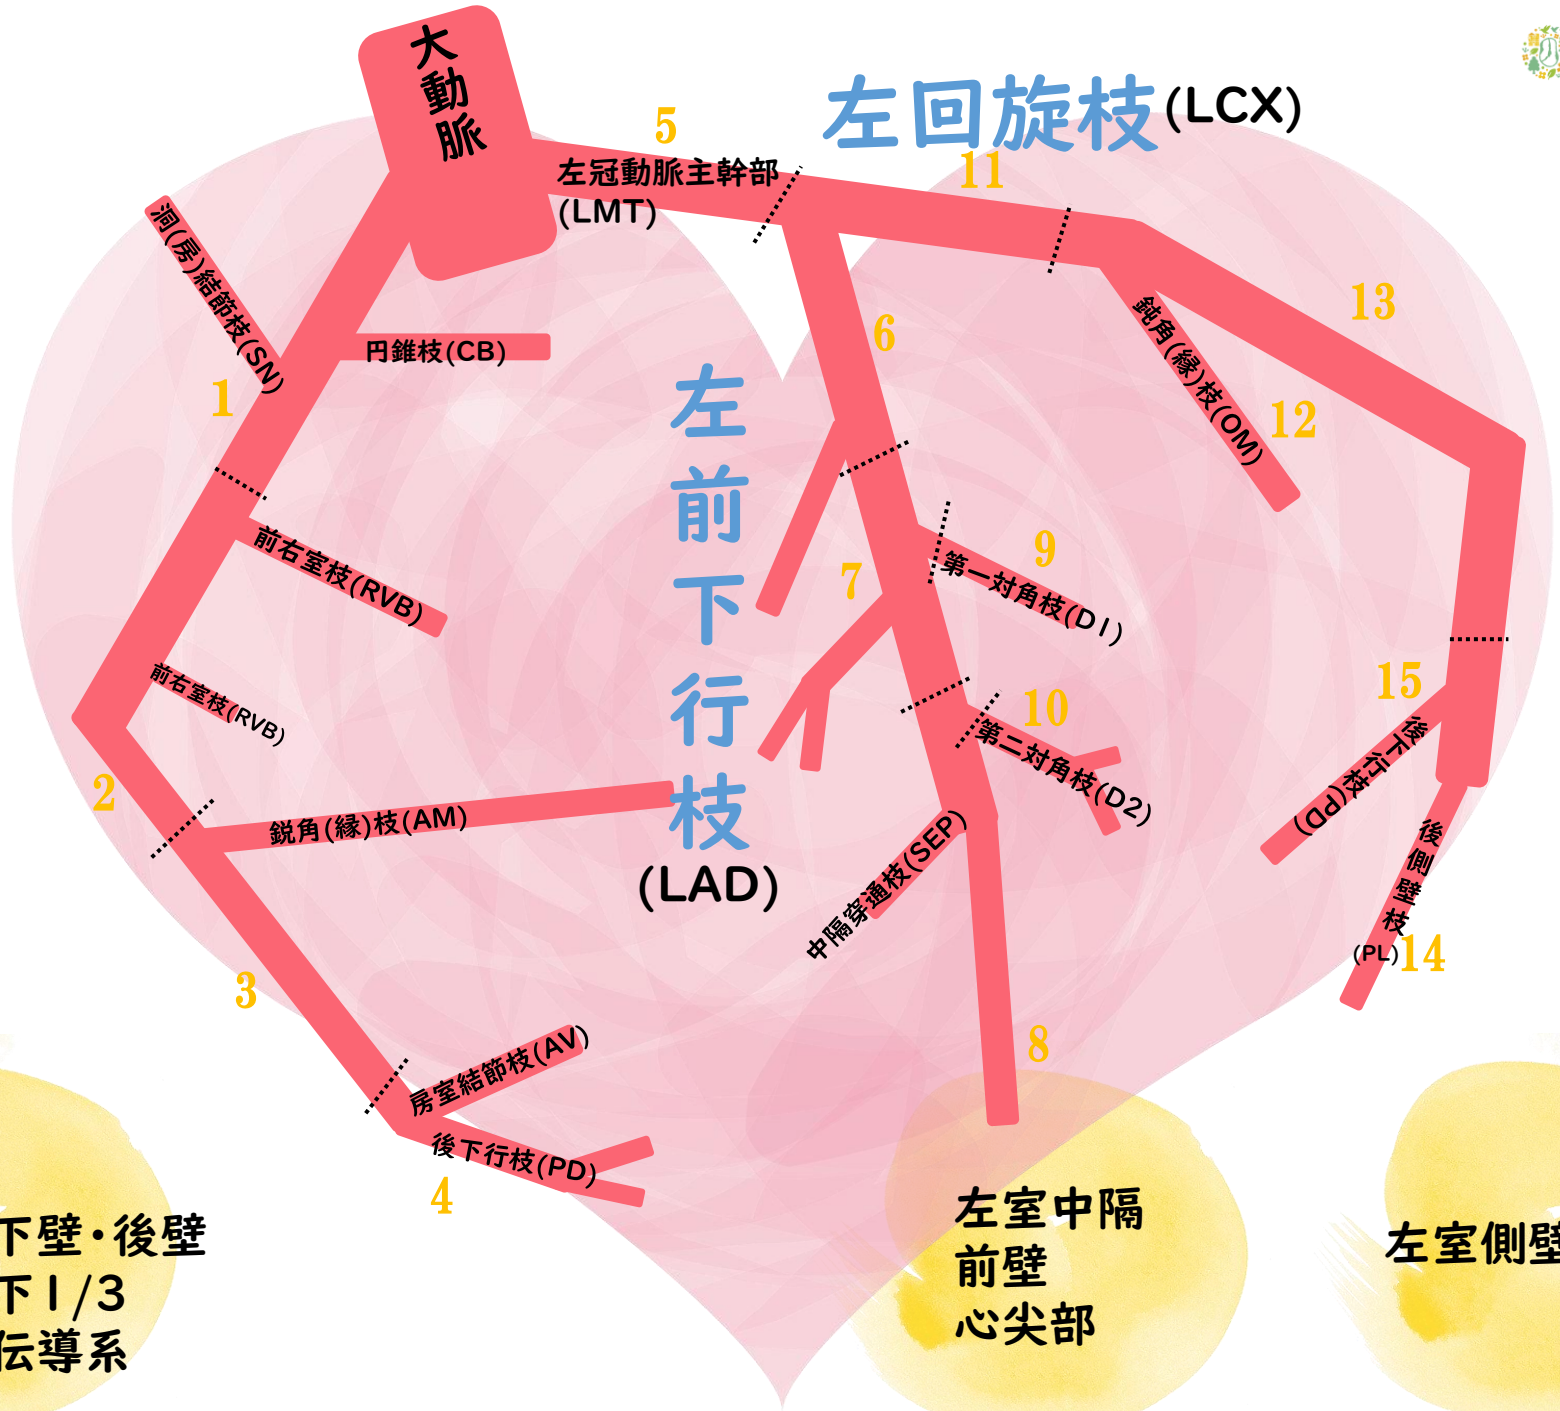 大動脈
左回旋枝(LCX)
5
左冠動脈主幹部
(LMT)
11
洞(房)結節枝(SN)
円錐枝(CB)
1
6
13
鈍角(縁)枝(OM)
12
左前下行枝
(LAD)
前右室枝(RVB)
7
9
第一対角枝(D1)
前右室枝(RVB)
2
10
第二対角枝(D2)
15
後下行枝(PD)
鋭角(縁)枝(AM)
中隔穿通枝(SEP)
後側壁枝
(PL)
14
3
8
房室結節枝(AV)
後下行枝(PD)
4
下壁・後壁
下1/3
伝導系
左室中隔
前壁
心尖部
左室側壁